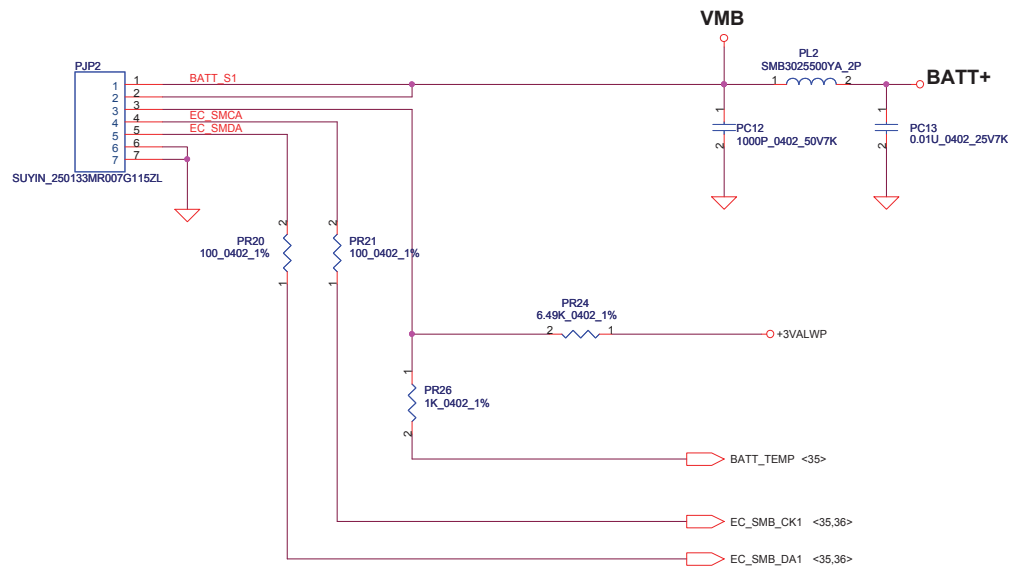 VMB
PL2
SMB3025500YA_2P
1 2
BATT+
PJP2
1 1 BATT_S1
2 2
3 3
4 4 EC_SMCA
5 5 EC_SMDA
6 6
7 7
SUYIN_250133MR007G115ZL
1
PC12
1000P_0402_50V7K
2
1
PC13
0.01U_0402_25V7K
2
2
PR20
100_0402_1%
1
2
PR21
100_0402_1%
1
PR24
6.49K_0402_1%
2 1
+3VALWP
1
PR26
1K_0402_1%
2
BATT_TEMP <35>
EC_SMB_CK1 <35,36>
EC_SMB_DA1 <35,36>